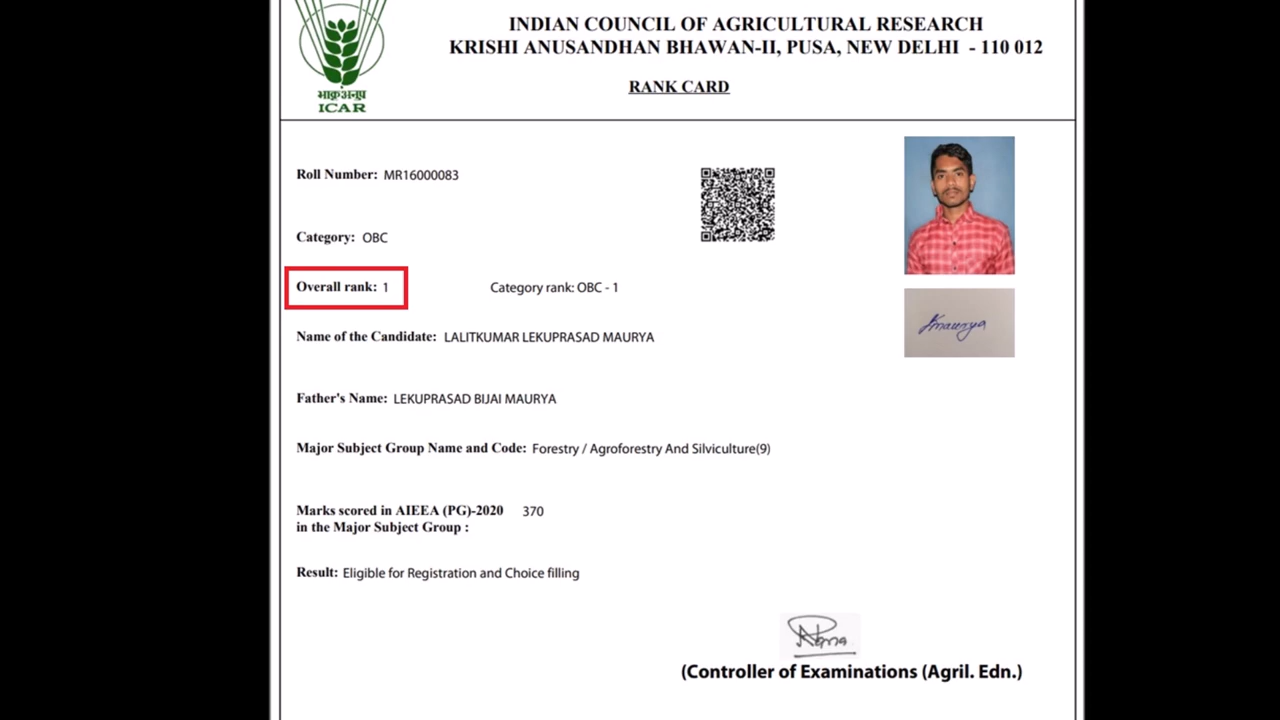 INDIAN COUNCIL OF AGRICULTURAL RESEARCH
KRISHI ANUSANDHAN BHAWAN-II, PUSA, NEW DELHI - 110 012
RANK CARD
भाकृअनुप
ICAR
Roll Number: MR16000083
Category: OBC
Overall rank: 1 Category rank: OBC - 1
Name of the Candidate: LALITKUMAR LEKUPRASAD MAURYA
Maurya
Father's Name: LEKUPRASAD BIJAI MAURYA
Major Subject Group Name and Code: Forestry / Agroforestry And Silviculture(9)
Marks scored in AIEEA (PG)-2020 370
in the Major Subject Group :
Result: Eligible for Registration and Choice filling
(Controller of Examinations (Agril. Edn.)